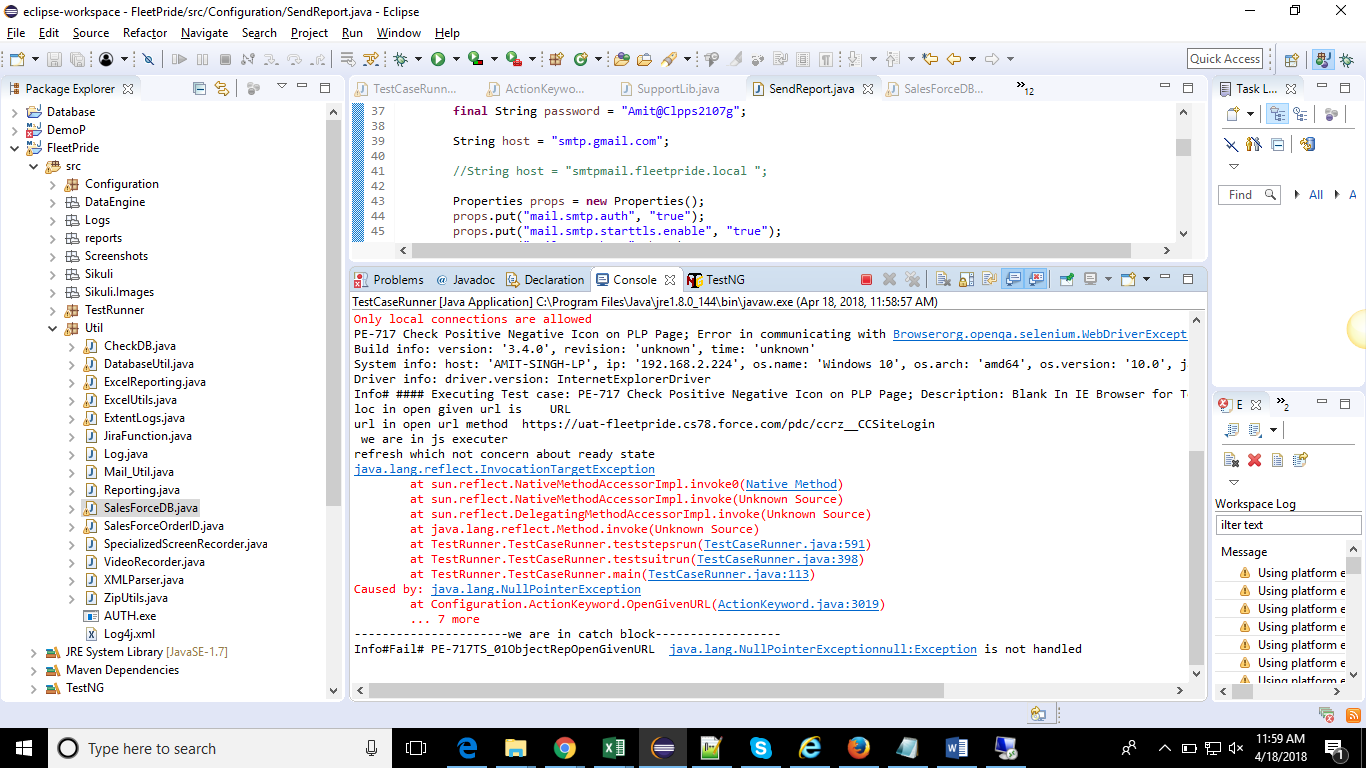 eclipse-workspace - FleetPride/src/Configuration/SendReport.java - Eclipse
File Edit Source Refactor Navigate Search Project Run Window Help
Quick Access
Package Explorer
Database
DemoP
FleetPride
src
Configuration
DataEngine
Logs
reports
Screenshots
Sikuli
Sikuli.Images
TestRunner
Util
CheckDB.java
DatabaseUtil.java
ExcelReporting.java
ExcelUtils.java
ExtentLogs.java
JiraFunction.java
Log.java
Mail_Util.java
Reporting.java
SalesForceDB.java
SalesForceOrderID.java
SpecializedScreenRecorder.java
VideoRecorder.java
XMLParser.java
ZipUtils.java
AUTH.exe
Log4j.xml
JRE System Library [JavaSE-1.7]
Maven Dependencies
TestNG
TestCaseRunn... ActionKeywo... SupportLib.java SendReport.java SalesForceDB... »12
37 final String password = "Amit@Clpps2107g";
38
39 String host = "smtp.gmail.com";
40
41 //String host = "smtpmail.fleetpride.local ";
42
43 Properties props = new Properties();
44 props.put("mail.smtp.auth", "true");
45 props.put("mail.smtp.starttls.enable", "true");
Problems @ Javadoc Declaration Console TestNG
TestCaseRunner [Java Application] C:\Program Files\Java\jre1.8.0_144\bin\javaw.exe (Apr 18, 2018, 11:58:57 AM)
Only local connections are allowed
PE-717 Check Positive Negative Icon on PLP Page; Error in communicating with Browserorg.openqa.selenium.WebDriverExcept
Build info: version: '3.4.0', revision: 'unknown', time: 'unknown'
System info: host: 'AMIT-SINGH-LP', ip: '192.168.2.224', os.name: 'Windows 10', os.arch: 'amd64', os.version: '10.0', j
Driver info: driver.version: InternetExplorerDriver
Info# #### Executing Test case: PE-717 Check Positive Negative Icon on PLP Page; Description: Blank In IE Browser for Te
loc in open given url is URL
url in open url method https://uat-fleetpride.cs78.force.com/pdc/ccrz__CCSiteLogin
we are in js executer
refresh which not concern about ready state
java.lang.reflect.InvocationTargetException
at sun.reflect.NativeMethodAccessorImpl.invoke0(Native Method)
at sun.reflect.NativeMethodAccessorImpl.invoke(Unknown Source)
at sun.reflect.DelegatingMethodAccessorImpl.invoke(Unknown Source)
at java.lang.reflect.Method.invoke(Unknown Source)
at TestRunner.TestCaseRunner.teststepsrun(TestCaseRunner.java:591)
at TestRunner.TestCaseRunner.testsuitrun(TestCaseRunner.java:398)
at TestRunner.TestCaseRunner.main(TestCaseRunner.java:113)
Caused by: java.lang.NullPointerException
at Configuration.ActionKeyword.OpenGivenURL(ActionKeyword.java:3019)
... 7 more
----------------------we are in catch block------------------
Info#Fail# PE-717TS_01ObjectRepOpenGivenURL java.lang.NullPointerExceptionnull:Exception is not handled
Task L...
Find All A
E »2
Workspace Log
ilter text
Message
Using platform e
Using platform e
Using platform e
Using platform e
Using platform e
Using platform e
Using platform e
Type here to search
11:59 AM
4/18/2018
1